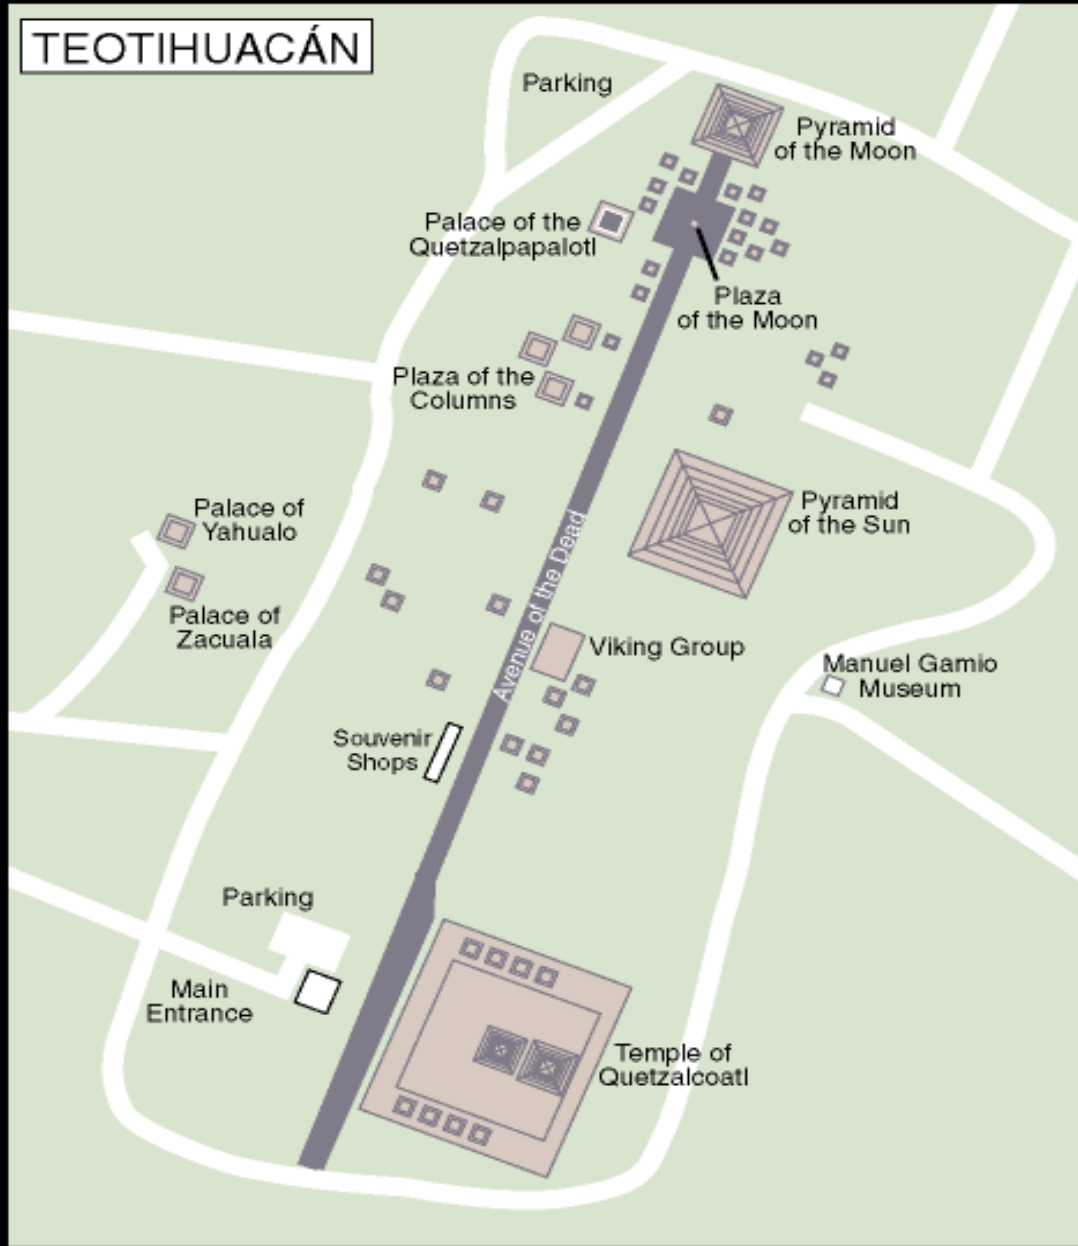 TEOTIHUACÁN
Parking
Pyramid
of the Moon
Palace of the
Quetzalpapalotl
Plaza
of the Moon
Plaza of the
Columns
Pyramid
of the Sun
Palace of
Yahualo
Avenue of the Dead
Palace of
Zacuala
Viking Group
Manuel Gamio
Museum
Souvenir
Shops
Parking
Main
Entrance
Temple of
Quetzalcoatl